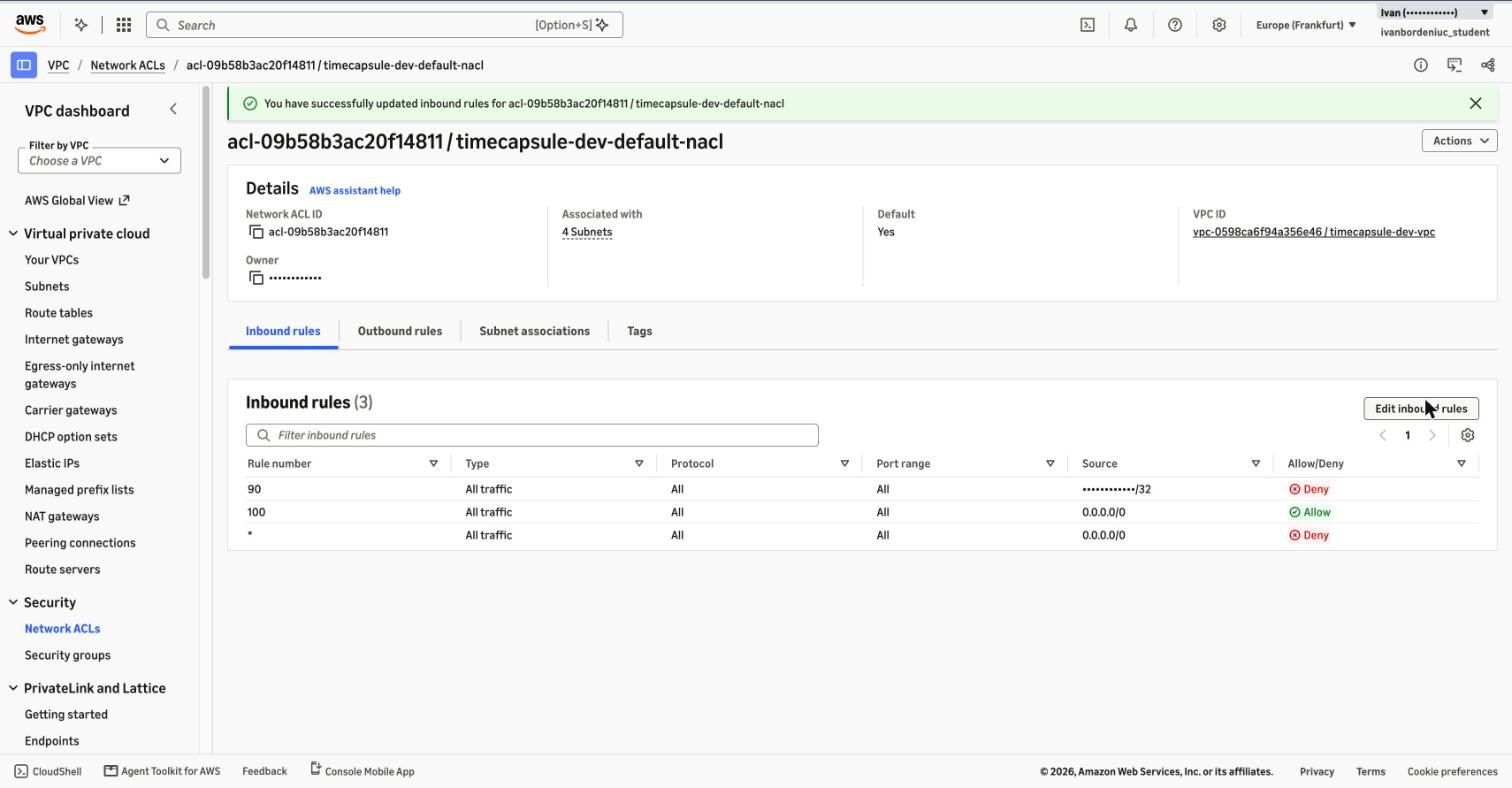 aws
Search [Option+S]
Europe (Frankfurt)
Ivan (••••••••••••)
ivanbordeniuc_student
VPC / Network ACLs / acl-09b58b3ac20f14811 / timecapsule-dev-default-nacl
VPC dashboard
Filter by VPC
Choose a VPC
AWS Global View
Virtual private cloud
Your VPCs
Subnets
Route tables
Internet gateways
Egress-only internet
gateways
Carrier gateways
DHCP option sets
Elastic IPs
Managed prefix lists
NAT gateways
Peering connections
Route servers
Security
Network ACLs
Security groups
PrivateLink and Lattice
Getting started
Endpoints
You have successfully updated inbound rules for acl-09b58b3ac20f14811 / timecapsule-dev-default-nacl
acl-09b58b3ac20f14811 / timecapsule-dev-default-nacl
Actions
Details AWS assistant help
Network ACL ID
acl-09b58b3ac20f14811
Owner
••••••••••••
Associated with
4 Subnets
Default
Yes
VPC ID
vpc-0598ca6f94a356e46 / timecapsule-dev-vpc
Inbound rules Outbound rules Subnet associations Tags
Inbound rules (3)
Edit inbound rules
Filter inbound rules
1
Rule number Type Protocol Port range Source Allow/Deny
90 All traffic All All ••••••••••••/32 Deny
100 All traffic All All 0.0.0.0/0 Allow
* All traffic All All 0.0.0.0/0 Deny
CloudShell Agent Toolkit for AWS Feedback Console Mobile App
© 2026, Amazon Web Services, Inc. or its affiliates. Privacy Terms Cookie preferences